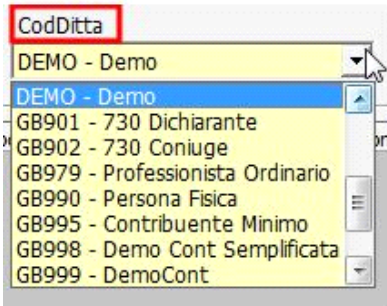 CodDitta
DEMO - Demo
DEMO - Demo
GB901 - 730 Dichiarante
GB902 - 730 Coniuge
GB979 - Professionista Ordinario
GB990 - Persona Fisica
GB995 - Contribuente Minimo
GB998 - Demo Cont Semplificata
GB999 - DemoCont